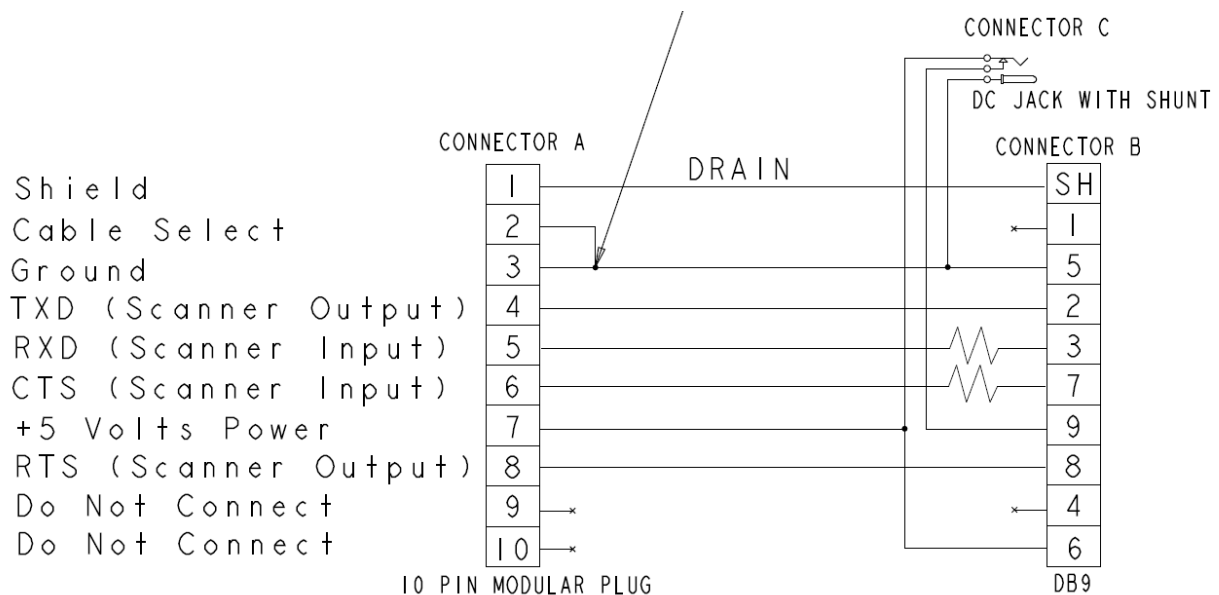 CONNECTOR C
DC JACK WITH SHUNT
CONNECTOR A
CONNECTOR B
DRAIN
Shield 1 SH
Cable Select 2 1
Ground 3 5
TXD (Scanner Output) 4 2
RXD (Scanner Input) 5 3
CTS (Scanner Input) 6 7
+5 Volts Power 7 9
RTS (Scanner Output) 8 8
Do Not Connect 9 4
Do Not Connect 10 6
10 PIN MODULAR PLUG
DB9